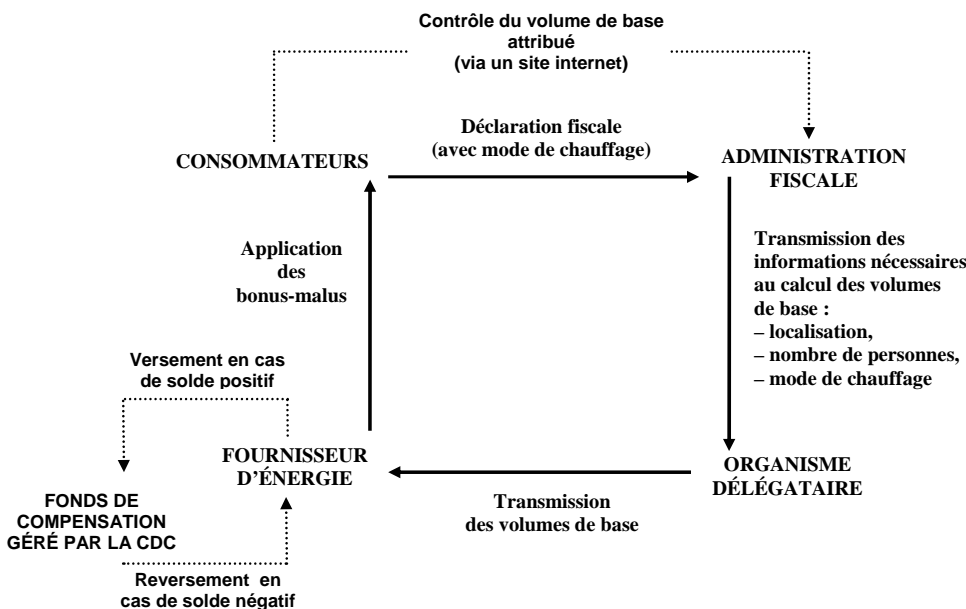 Contrôle du volume de base
attribué
(via un site internet)
Déclaration fiscale
(avec mode de chauffage)
CONSOMMATEURS
ADMINISTRATION
FISCALE
Application
des
bonus-malus
Transmission des
informations nécessaires
au calcul des volumes
de base :
– localisation,
– nombre de personnes,
– mode de chauffage
Versement en cas
de solde positif
FOURNISSEUR
D’ÉNERGIE
ORGANISME
DÉLÉGATAIRE
Transmission
des volumes de base
FONDS DE
COMPENSATION
GÉRÉ PAR LA CDC
Reversement en
cas de solde négatif